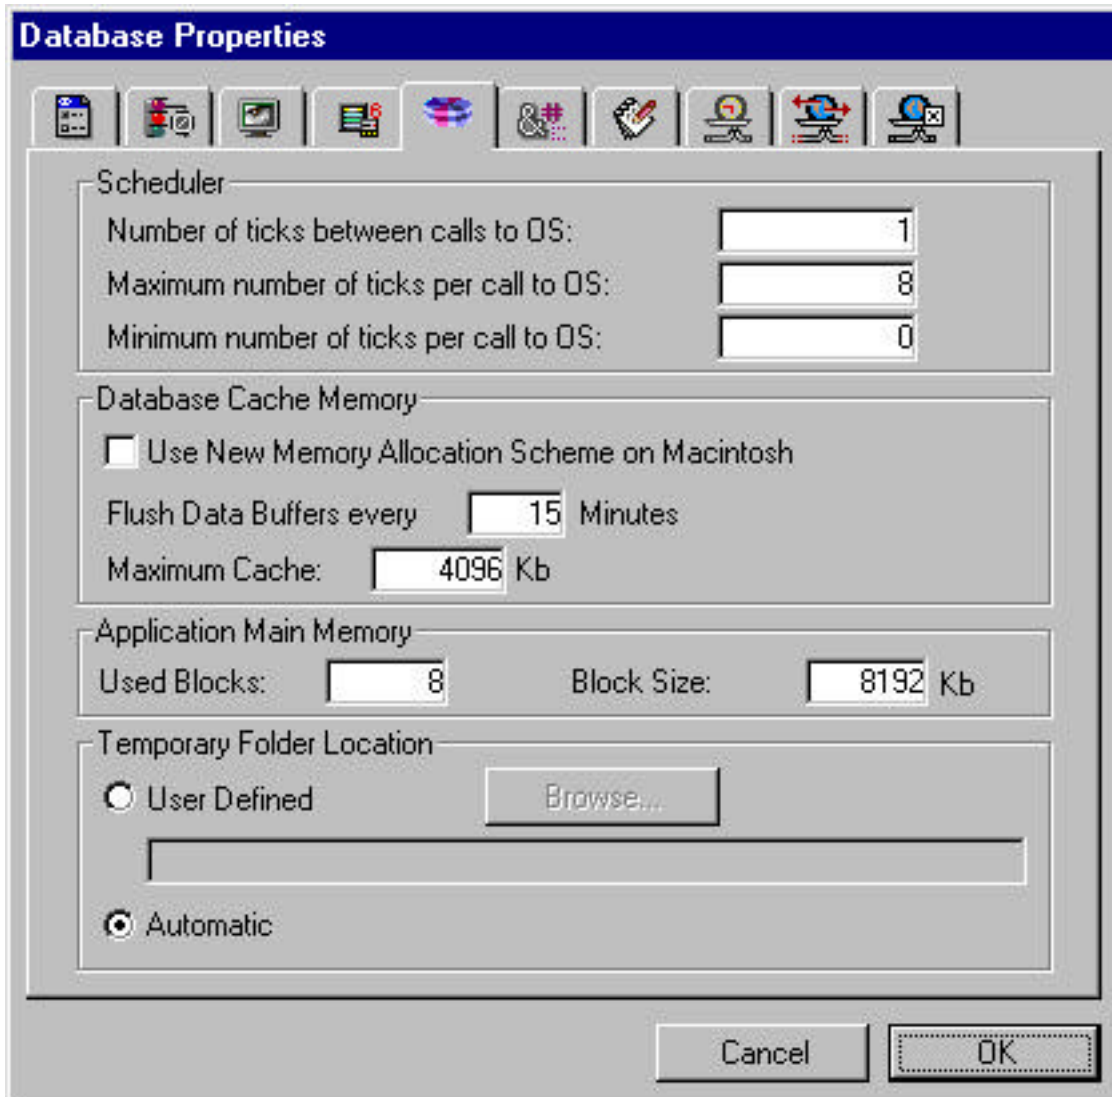 Database Properties
Scheduler
Number of ticks between calls to OS: 1
Maximum number of ticks per call to OS: 8
Minimum number of ticks per call to OS: 0
Database Cache Memory
Use New Memory Allocation Scheme on Macintosh
Flush Data Buffers every 15 Minutes
Maximum Cache: 4096 Kb
Application Main Memory
Used Blocks: 8 Block Size: 8192 Kb
Temporary Folder Location
User Defined Browse...
Automatic
Cancel OK